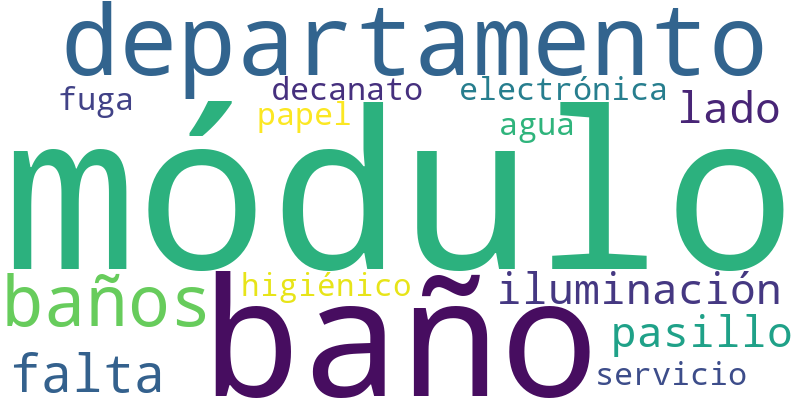 departamento
fuga decanato electrónica lado
papel agua
módulo
baños higiénico iluminación
baño pasillo
falta servicio